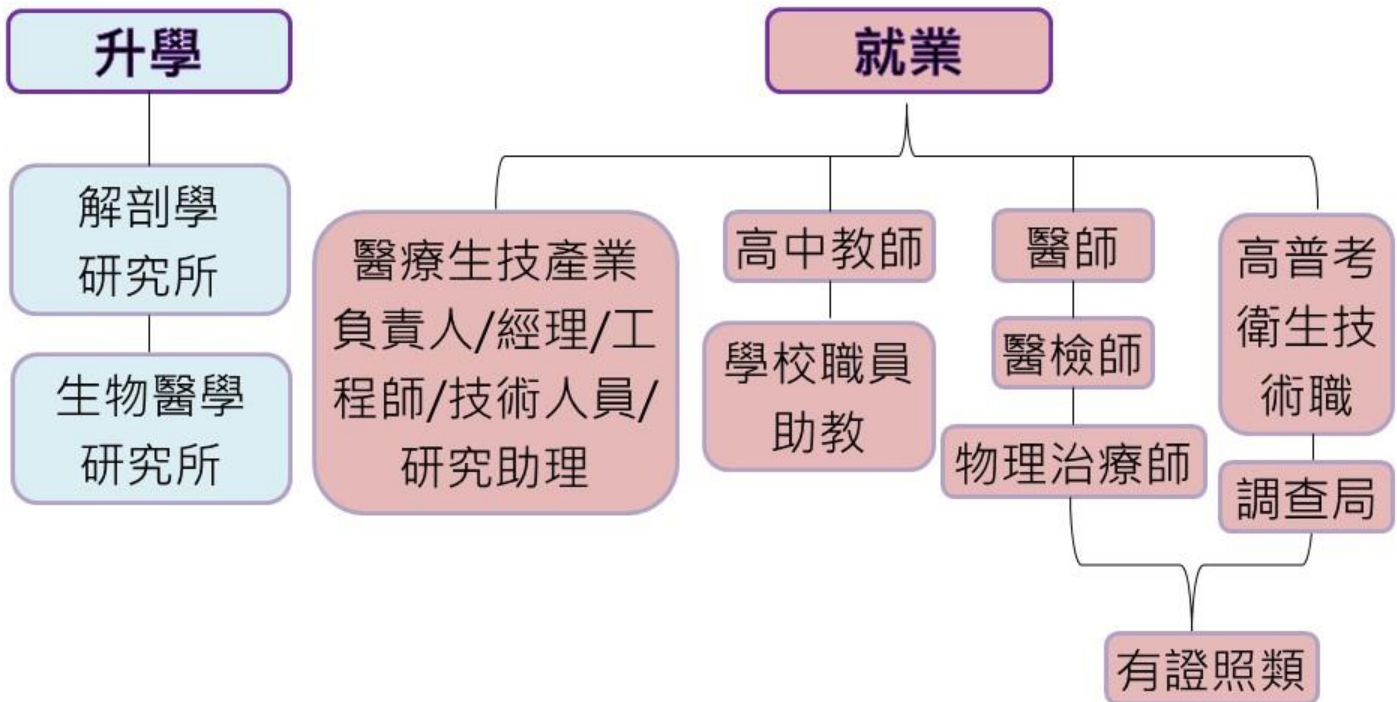 升學
解剖學
研究所
生物醫學
研究所
就業
醫療生技產業
負責人/經理/工
程師/技術人員/
研究助理
高中教師
學校職員
助教
醫師
醫檢師
物理治療師
高普考
衛生技
術職
調查局
有證照類